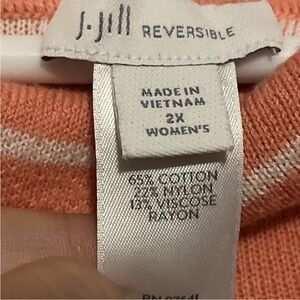 J.Jill REVERSIBLE
MADE IN
VIETNAM
2X
WOMEN'S
65% COTTON
22% NYLON
13% VISCOSE
RAYON